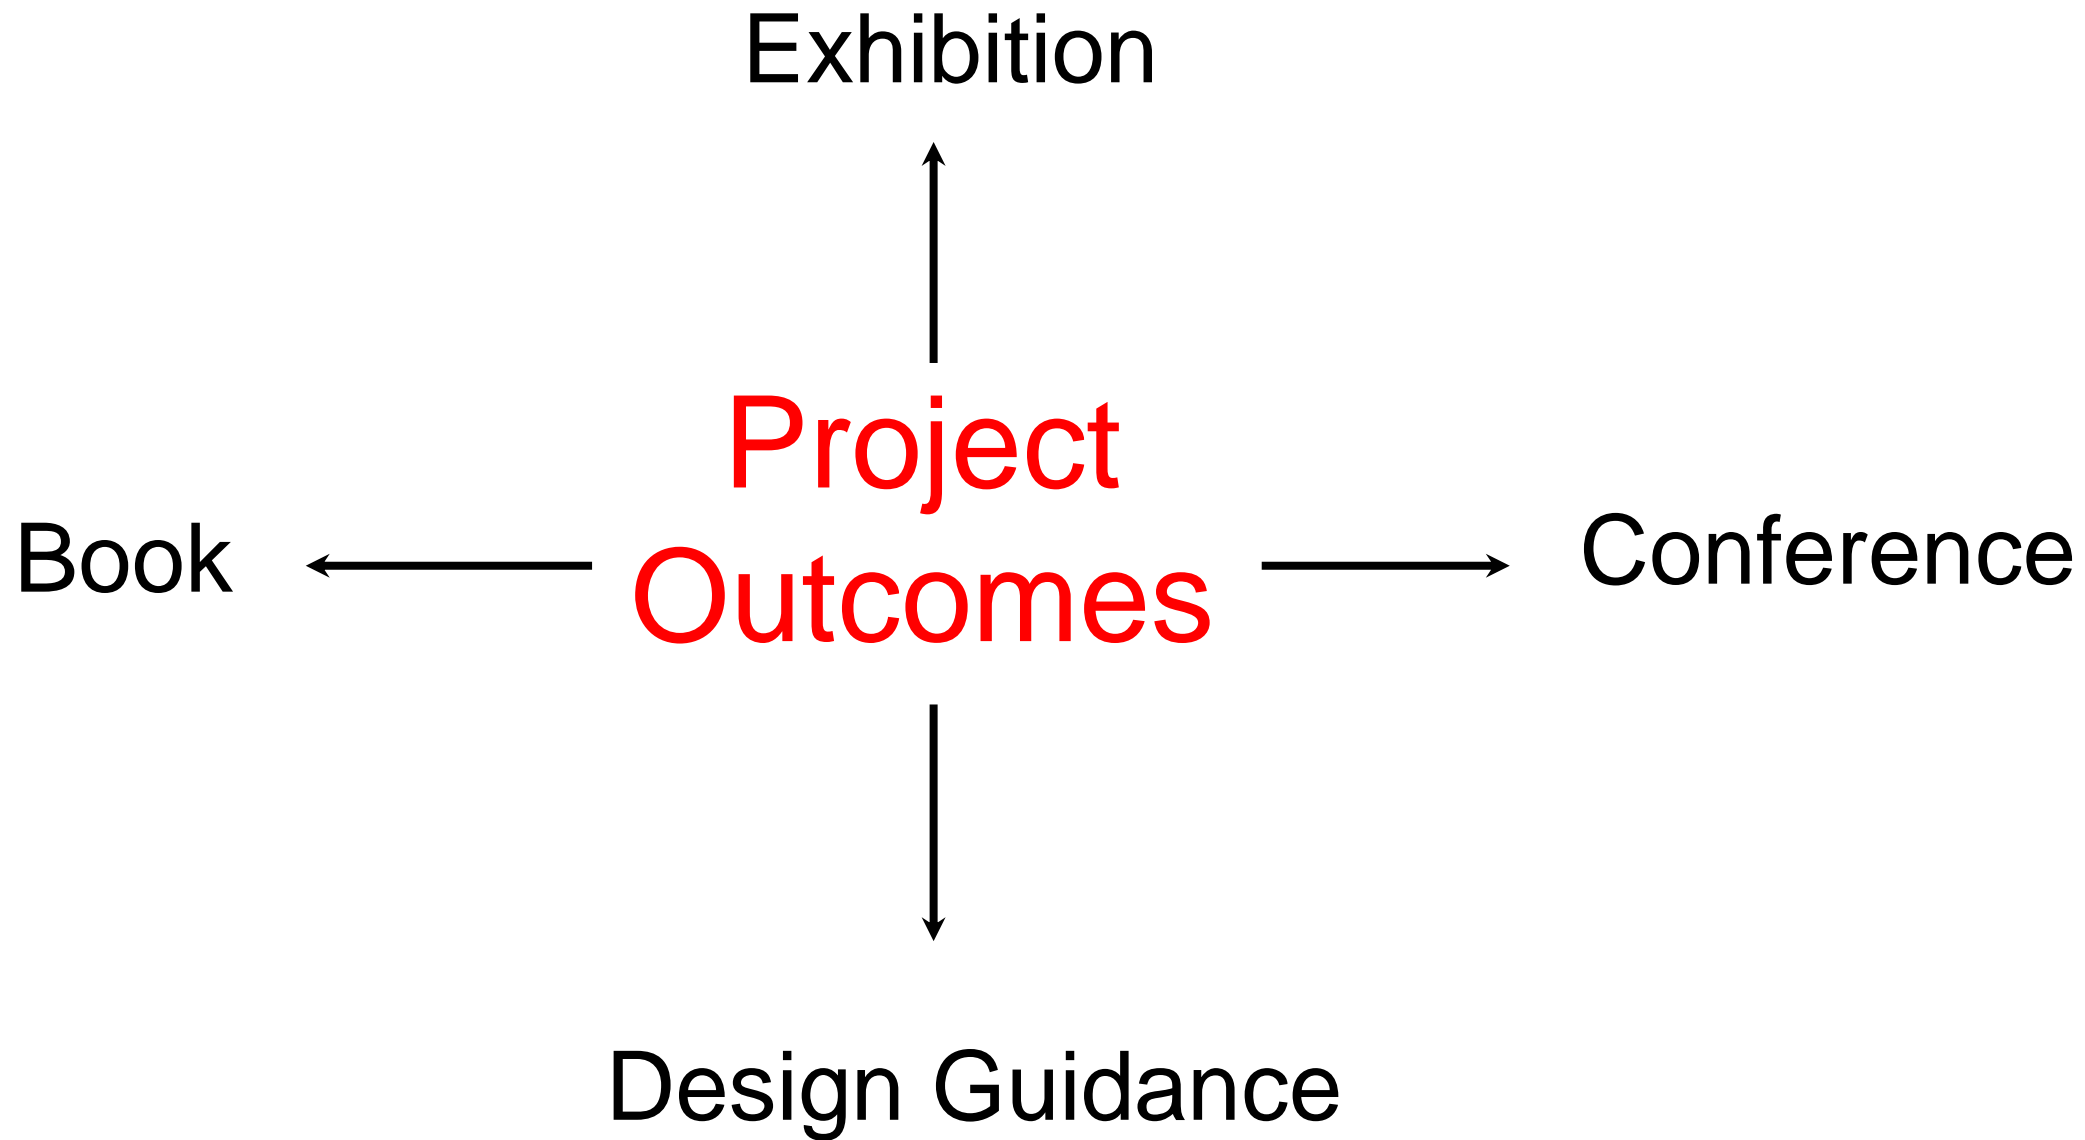 Exhibition
Project
Outcomes
Book
Conference
Design Guidance